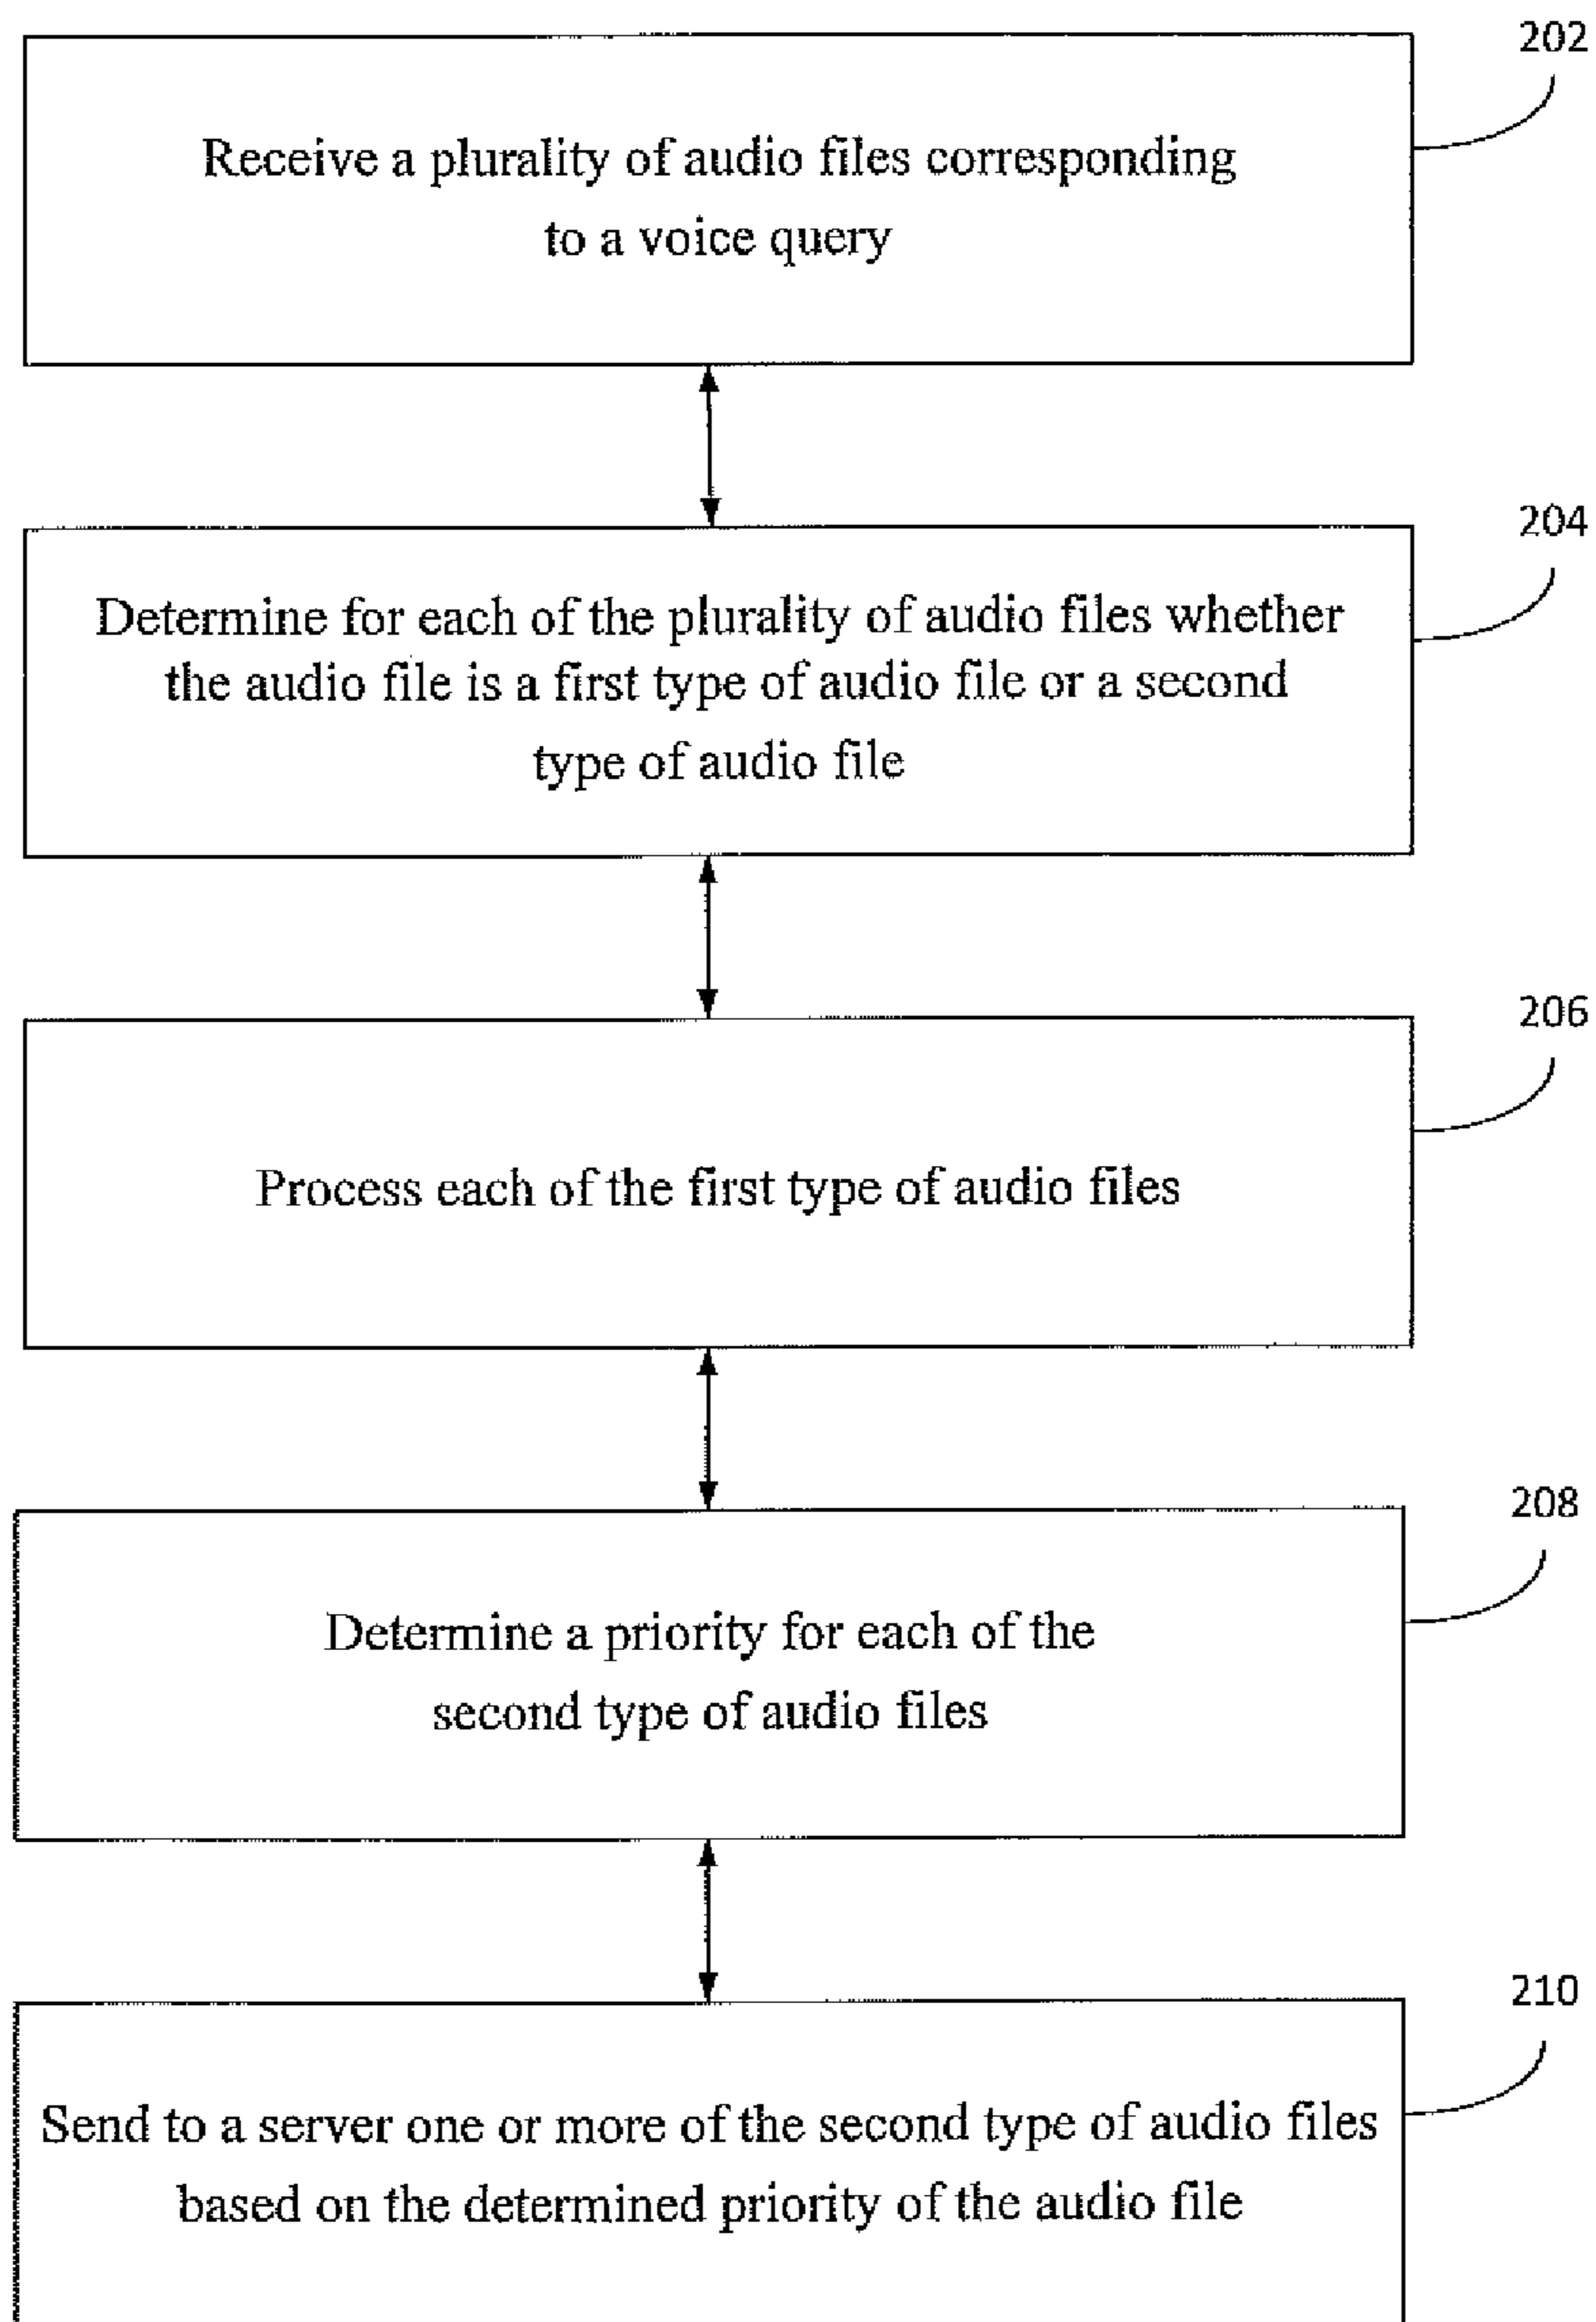 202
Receive a plurality of audio files corresponding
to a voice query
204
Determine for each of the plurality of audio files whether
the audio file is a first type of audio file or a second
type of audio file
206
Process each of the first type of audio files
208
Determine a priority for each of the
second type of audio files
210
Send to a server one or more of the second type of audio files
based on the determined priority of the audio file